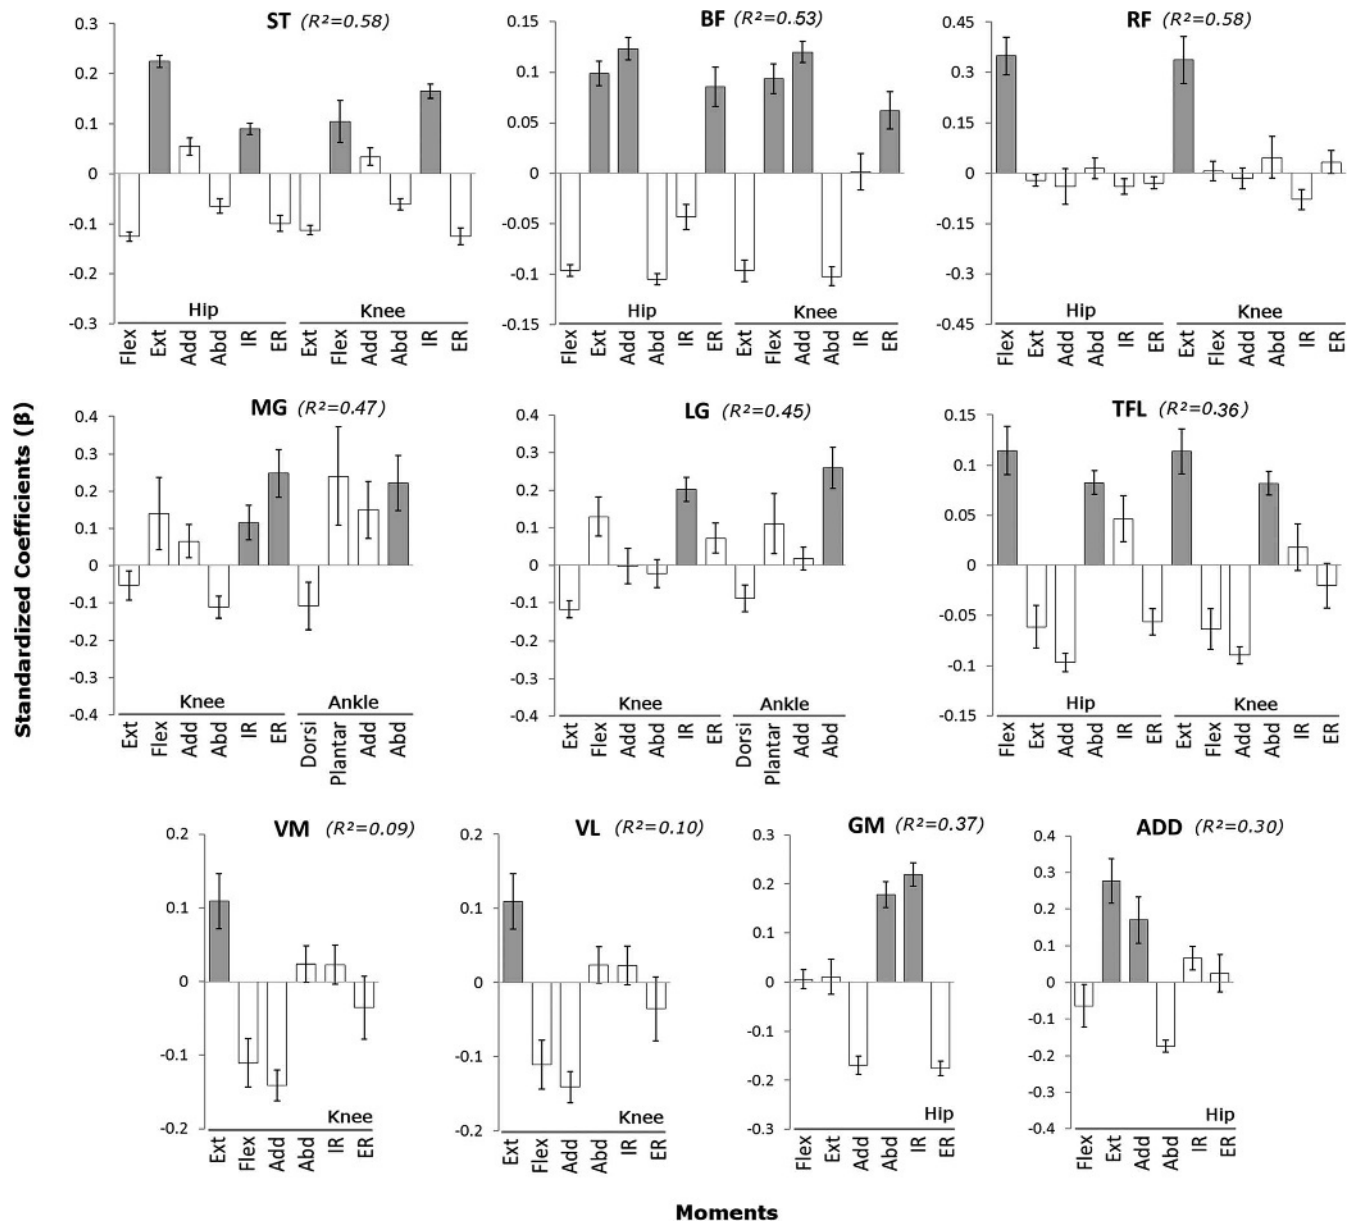 Standardized Coefficients (β)
ST (R²=0.58)
0.3
0.2
0.1
0
-0.1
-0.2
-0.3
Hip Knee
Flex Ext Add Abd IR ER Ext Flex Add Abd IR ER
BF (R²=0.53)
0.15
0.1
0.05
0
-0.05
-0.1
-0.15
Hip Knee
Flex Ext Add Abd IR ER Ext Flex Add Abd IR ER
RF (R²=0.58)
0.45
0.3
0.15
0
-0.15
-0.3
-0.45
Hip Knee
Flex Ext Add Abd IR ER Ext Flex Add Abd IR ER
MG (R²=0.47)
0.4
0.3
0.2
0.1
0
-0.1
-0.2
-0.3
-0.4
Knee Ankle
Ext Flex Add Abd IR ER Dorsi Plantar Add Abd
LG (R²=0.45)
0.4
0.3
0.2
0.1
0
-0.1
-0.2
-0.3
-0.4
Knee Ankle
Ext Flex Add Abd IR ER Dorsi Plantar Add Abd
TFL (R²=0.36)
0.15
0.1
0.05
0
-0.05
-0.1
-0.15
Hip Knee
Flex Ext Add Abd IR ER Ext Flex Add Abd IR ER
VM (R²=0.09)
0.2
0.1
0
-0.1
-0.2
Knee
Ext Flex Add Abd IR ER
VL (R²=0.10)
0.2
0.1
0
-0.1
-0.2
Knee
Ext Flex Add Abd IR ER
GM (R²=0.37)
0.3
0.2
0.1
0
-0.1
-0.2
-0.3
Hip
Flex Ext Add Abd IR ER
ADD (R²=0.30)
0.4
0.3
0.2
0.1
0
-0.1
-0.2
-0.3
-0.4
Hip
Flex Ext Add Abd IR ER
Moments